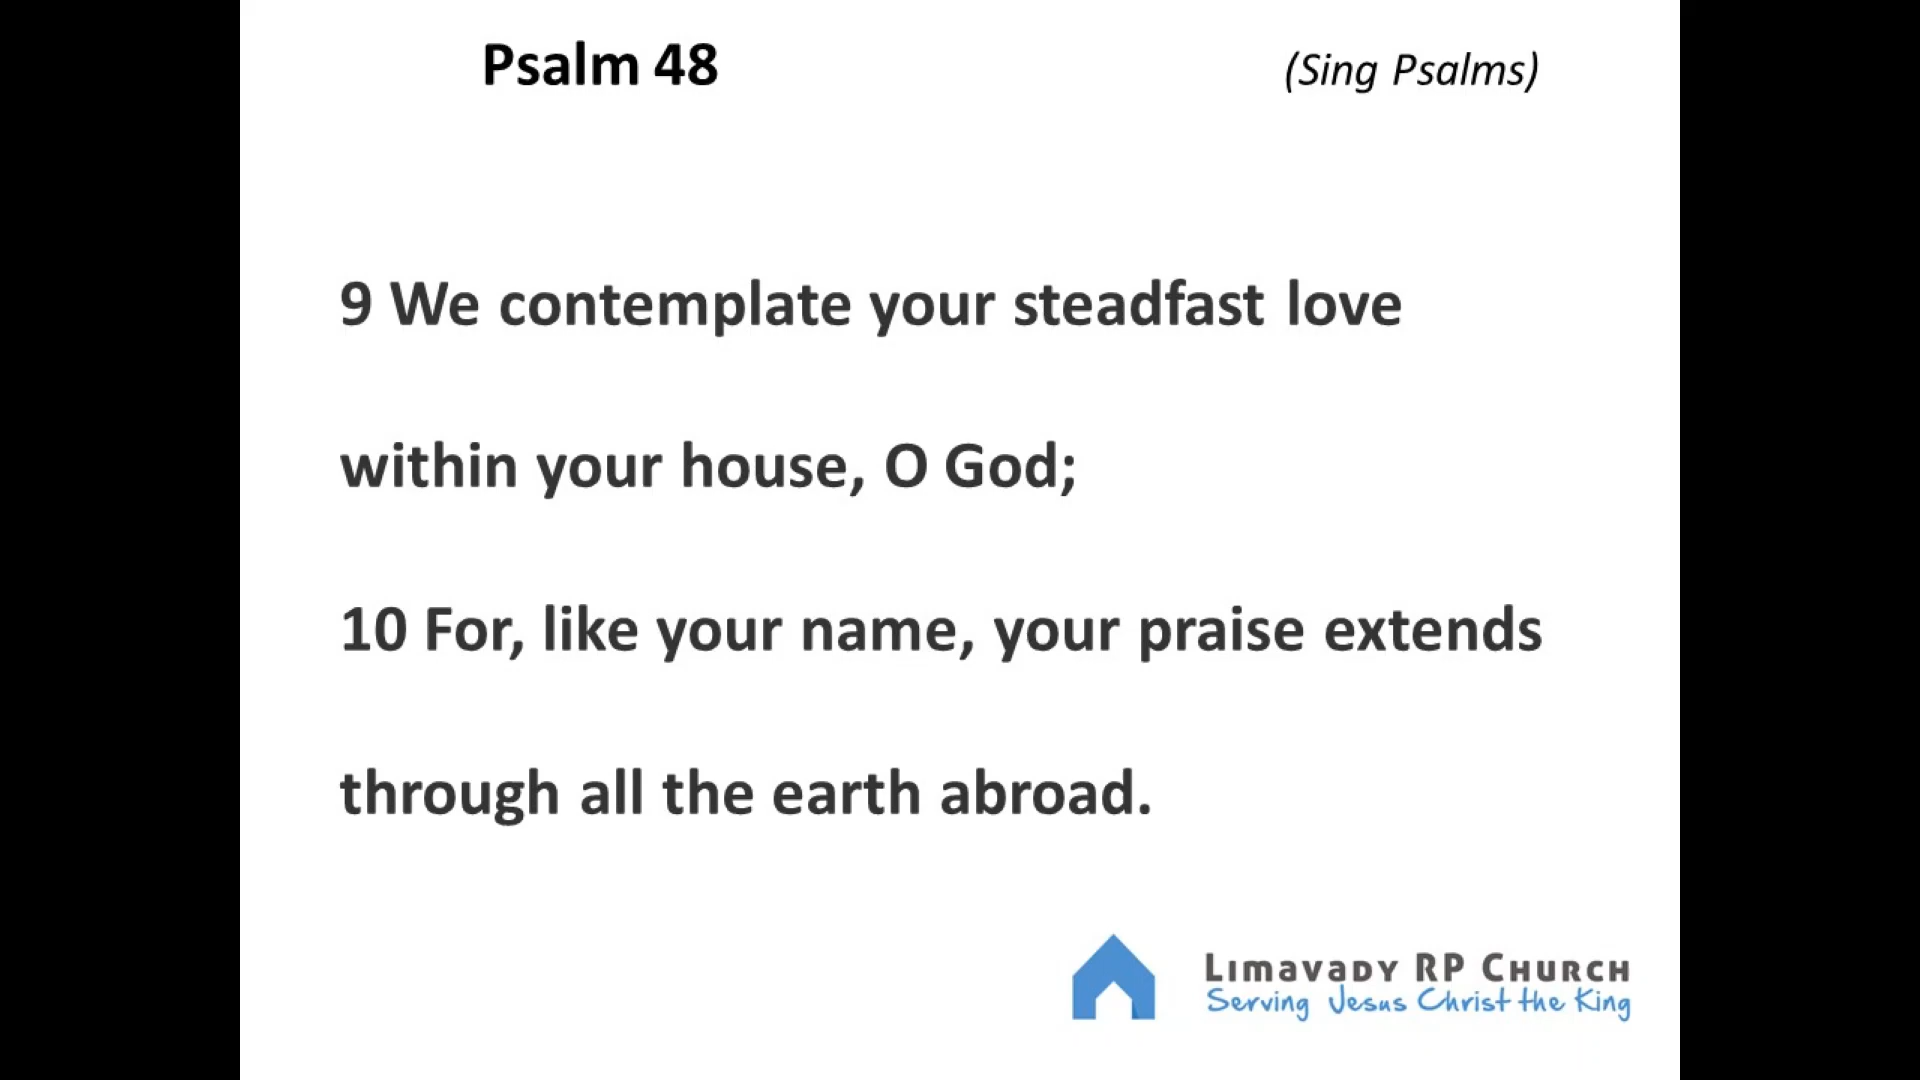 Psalm 48 (Sing Psalms)
9 We contemplate your steadfast love
within your house, O God;
10 For, like your name, your praise extends
through all the earth abroad.
Limavady RP Church
Serving Jesus Christ the King